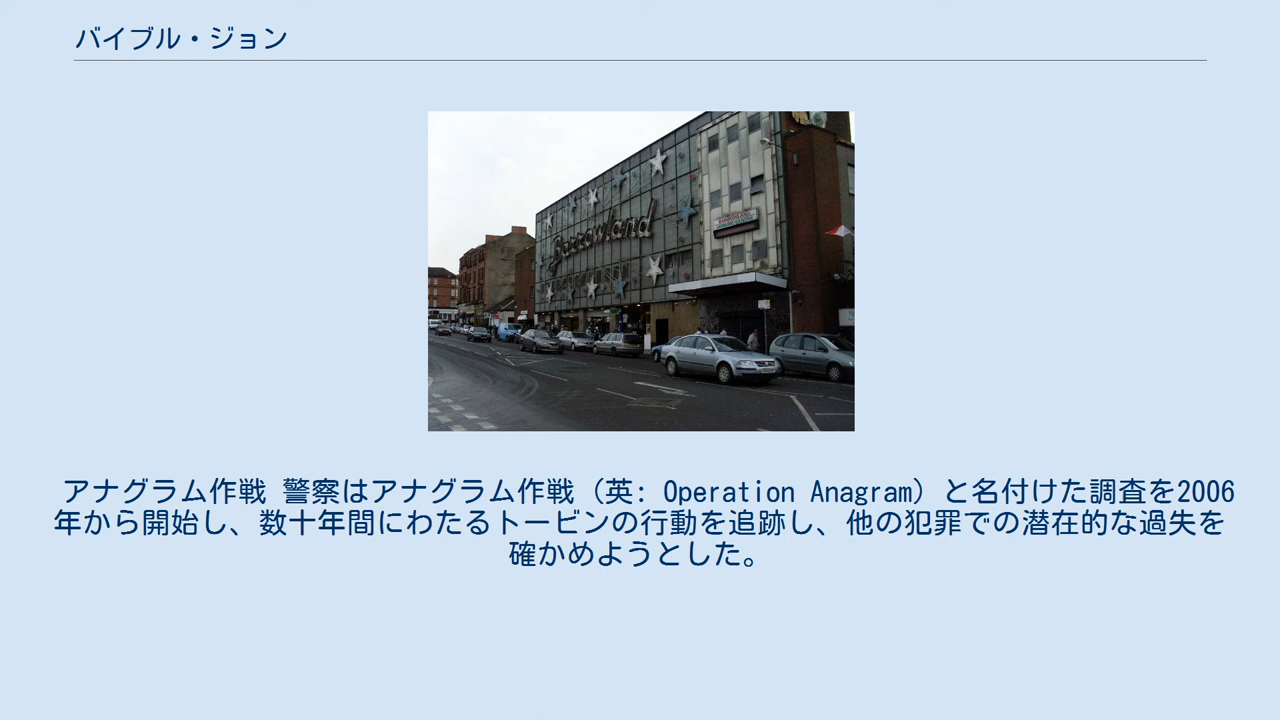 バイブル・ジョン
Barrowland
アナグラム作戦 警察はアナグラム作戦（英: Operation Anagram）と名付けた調査を2006
年から開始し、数十年間にわたるトービンの行動を追跡し、他の犯罪での潜在的な過失を
確かめようとした。